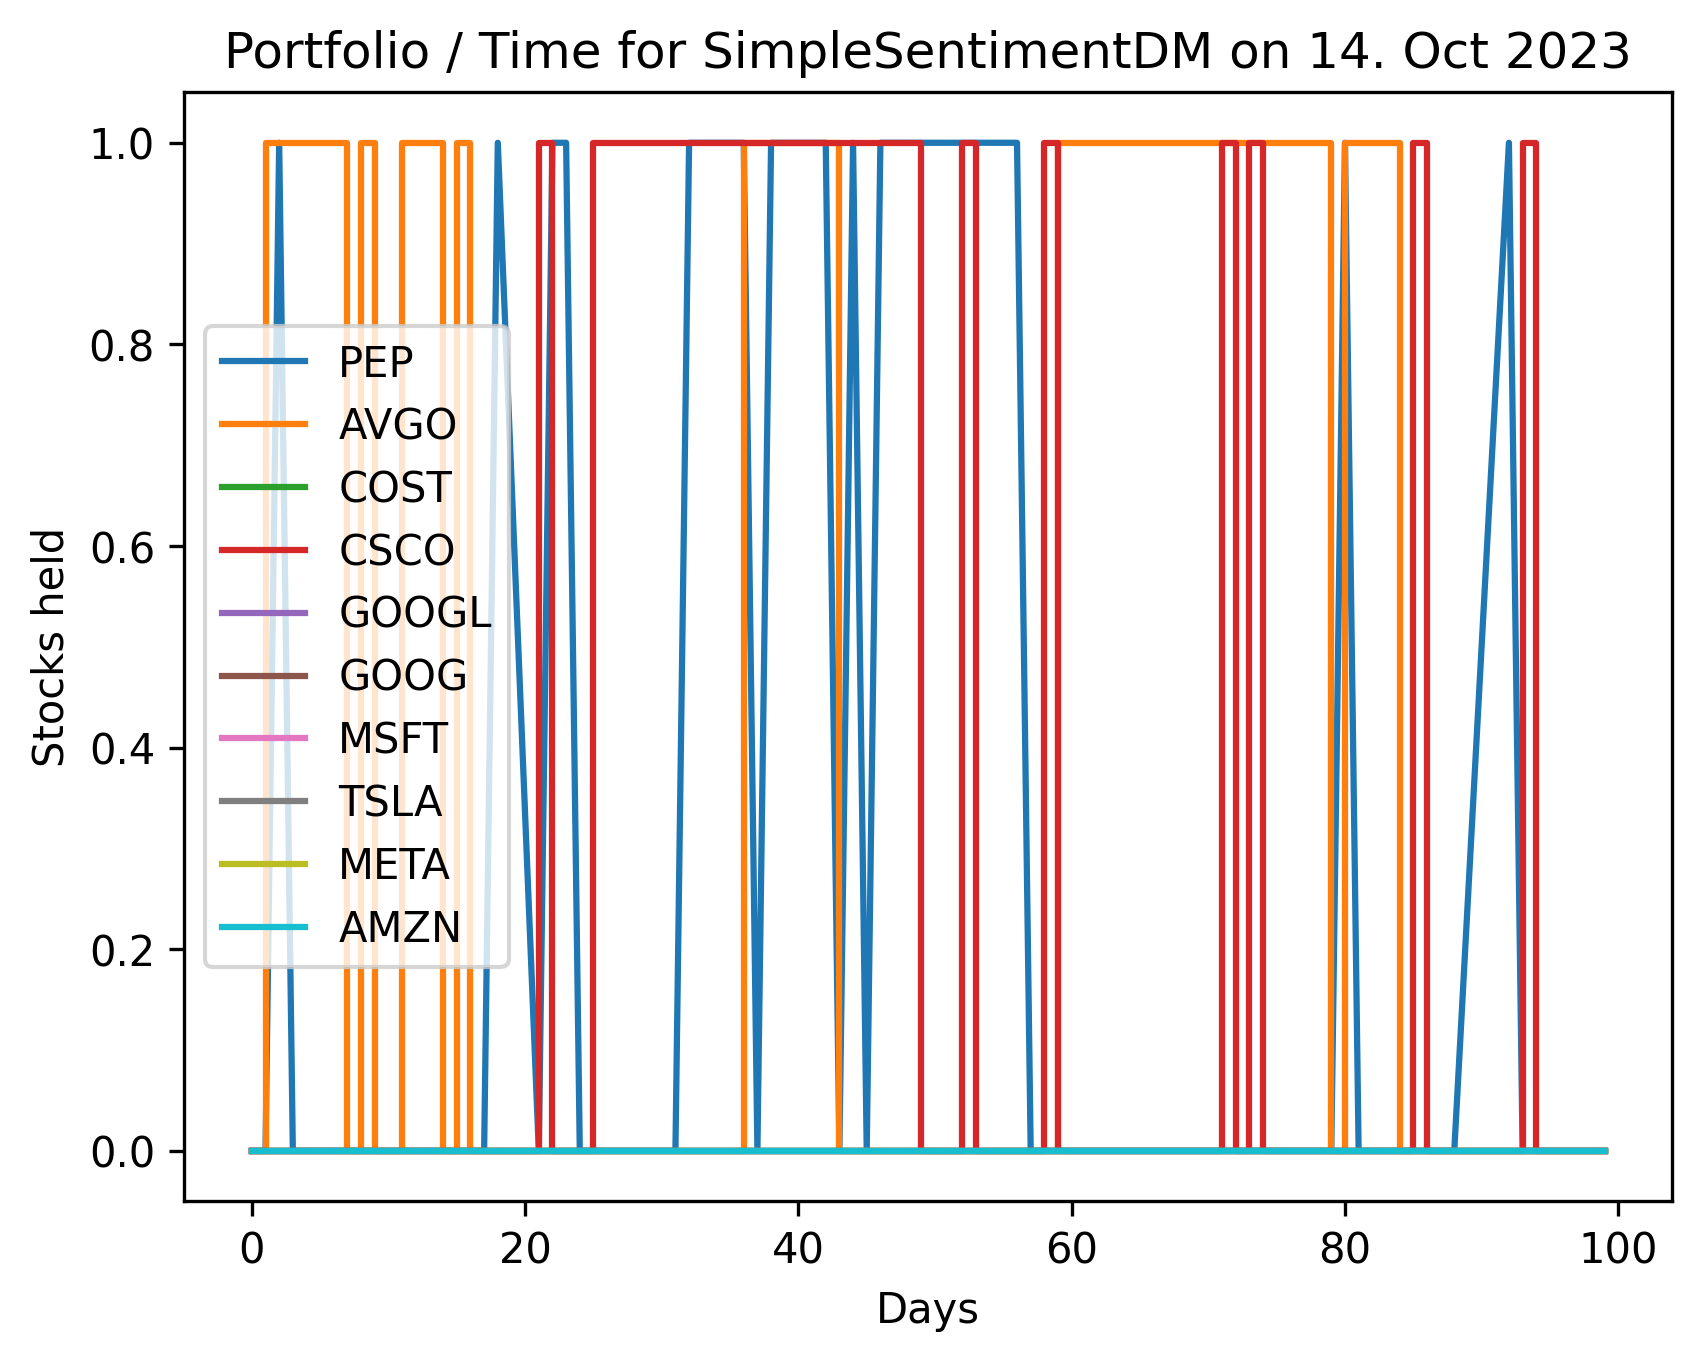 Portfolio / Time for SimpleSentimentDM on 14. Oct 2023
1.0
0.8
0.6
0.4
0.2
0.0
Stocks held
PEP
AVGO
COST
CSCO
GOOGL
GOOG
MSFT
TSLA
META
AMZN
0 20 40 60 80 100
Days